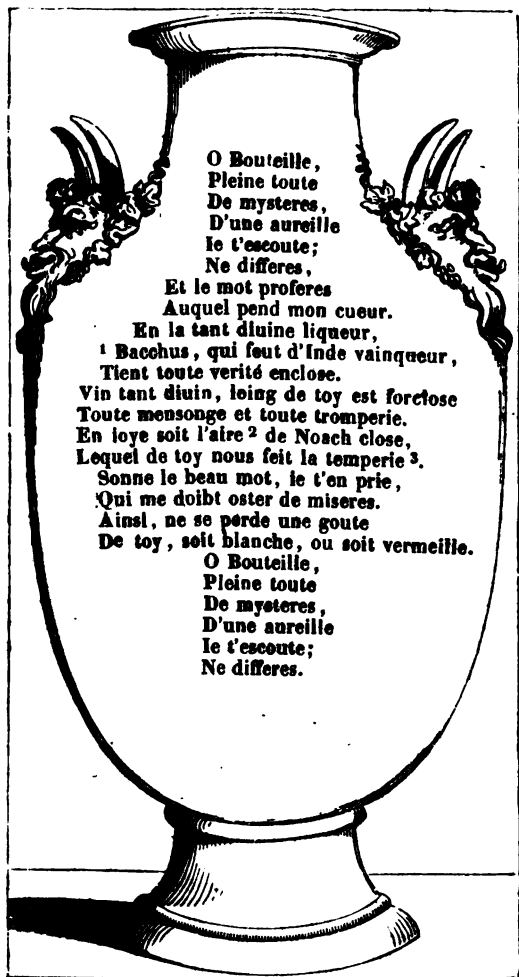 O Bouteille,
Pleine toute
De mysteres,
D'une aureille
Ie t'escoute;
Ne differes,
Et le mot proferes
Auquel pend mon cueur.
En la tant diuine liqueur,
¹ Bacchus, qui feut d'Inde vainqueur,
Tient toute verité enclose.
Vin tant diuin, loing de toy est forclose
Toute mensonge et toute tromperie.
En ioye soit l'aire ² de Noach close,
Lequel de toy nous feit la temperie ³.
Sonne le beau mot, ie t'en prie,
Qui me doibt oster de miseres.
Ainsi, ne se perde une goute
De toy, soit blanche, ou soit vermeille.
O Bouteille,
Pleine toute
De mysteres,
D'une aureille
Ie t'escoute;
Ne differes.